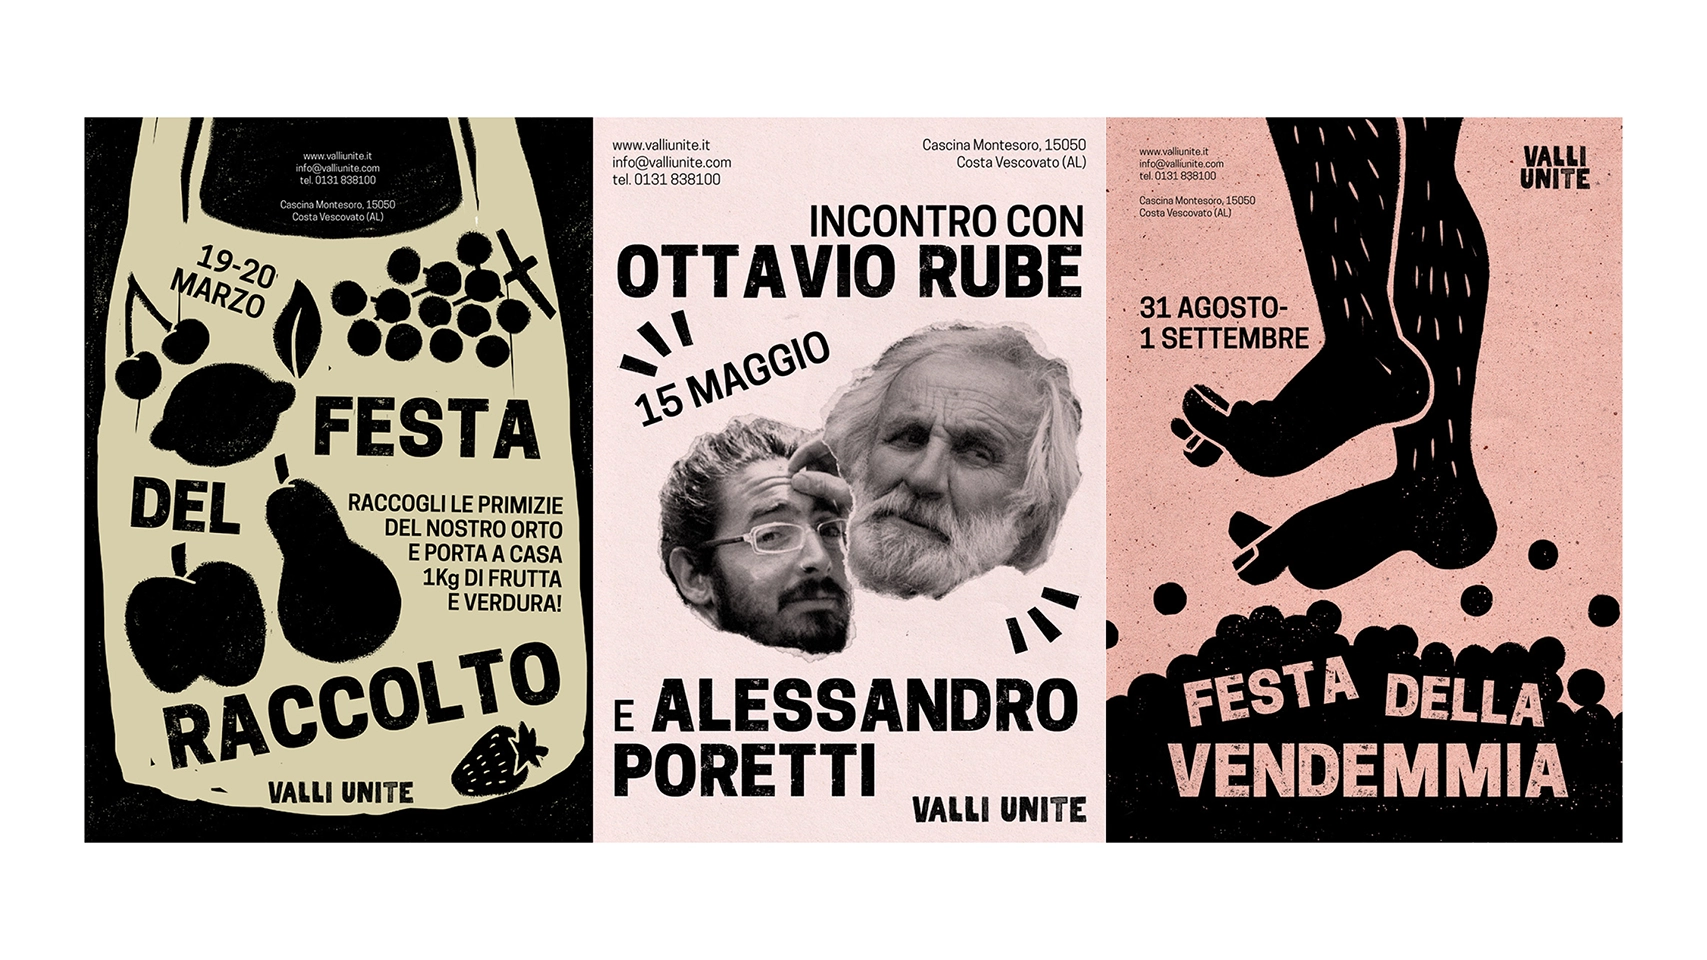 www.valliunite.it
info@valliunite.com
tel. 0131 838100
Cascina Montesoro, 15050
Costa Vescovato (AL)
19-20
MARZO
FESTA
DEL
RACCOGLI LE PRIMIZIE
DEL NOSTRO ORTO
E PORTA A CASA
1Kg DI FRUTTA
E VERDURA!
RACCOLTO
VALLI UNITE
www.valliunite.it
info@valliunite.com
tel. 0131 838100
Cascina Montesoro, 15050
Costa Vescovato (AL)
INCONTRO CON
OTTAVIO RUBE
15 MAGGIO
E ALESSANDRO
PORETTI
VALLI UNITE
www.valliunite.it
info@valliunite.com
tel. 0131 838100
Cascina Montesoro, 15050
Costa Vescovato (AL)
VALLI
UNITE
31 AGOSTO-
1 SETTEMBRE
FESTA DELLA
VENDEMMIA